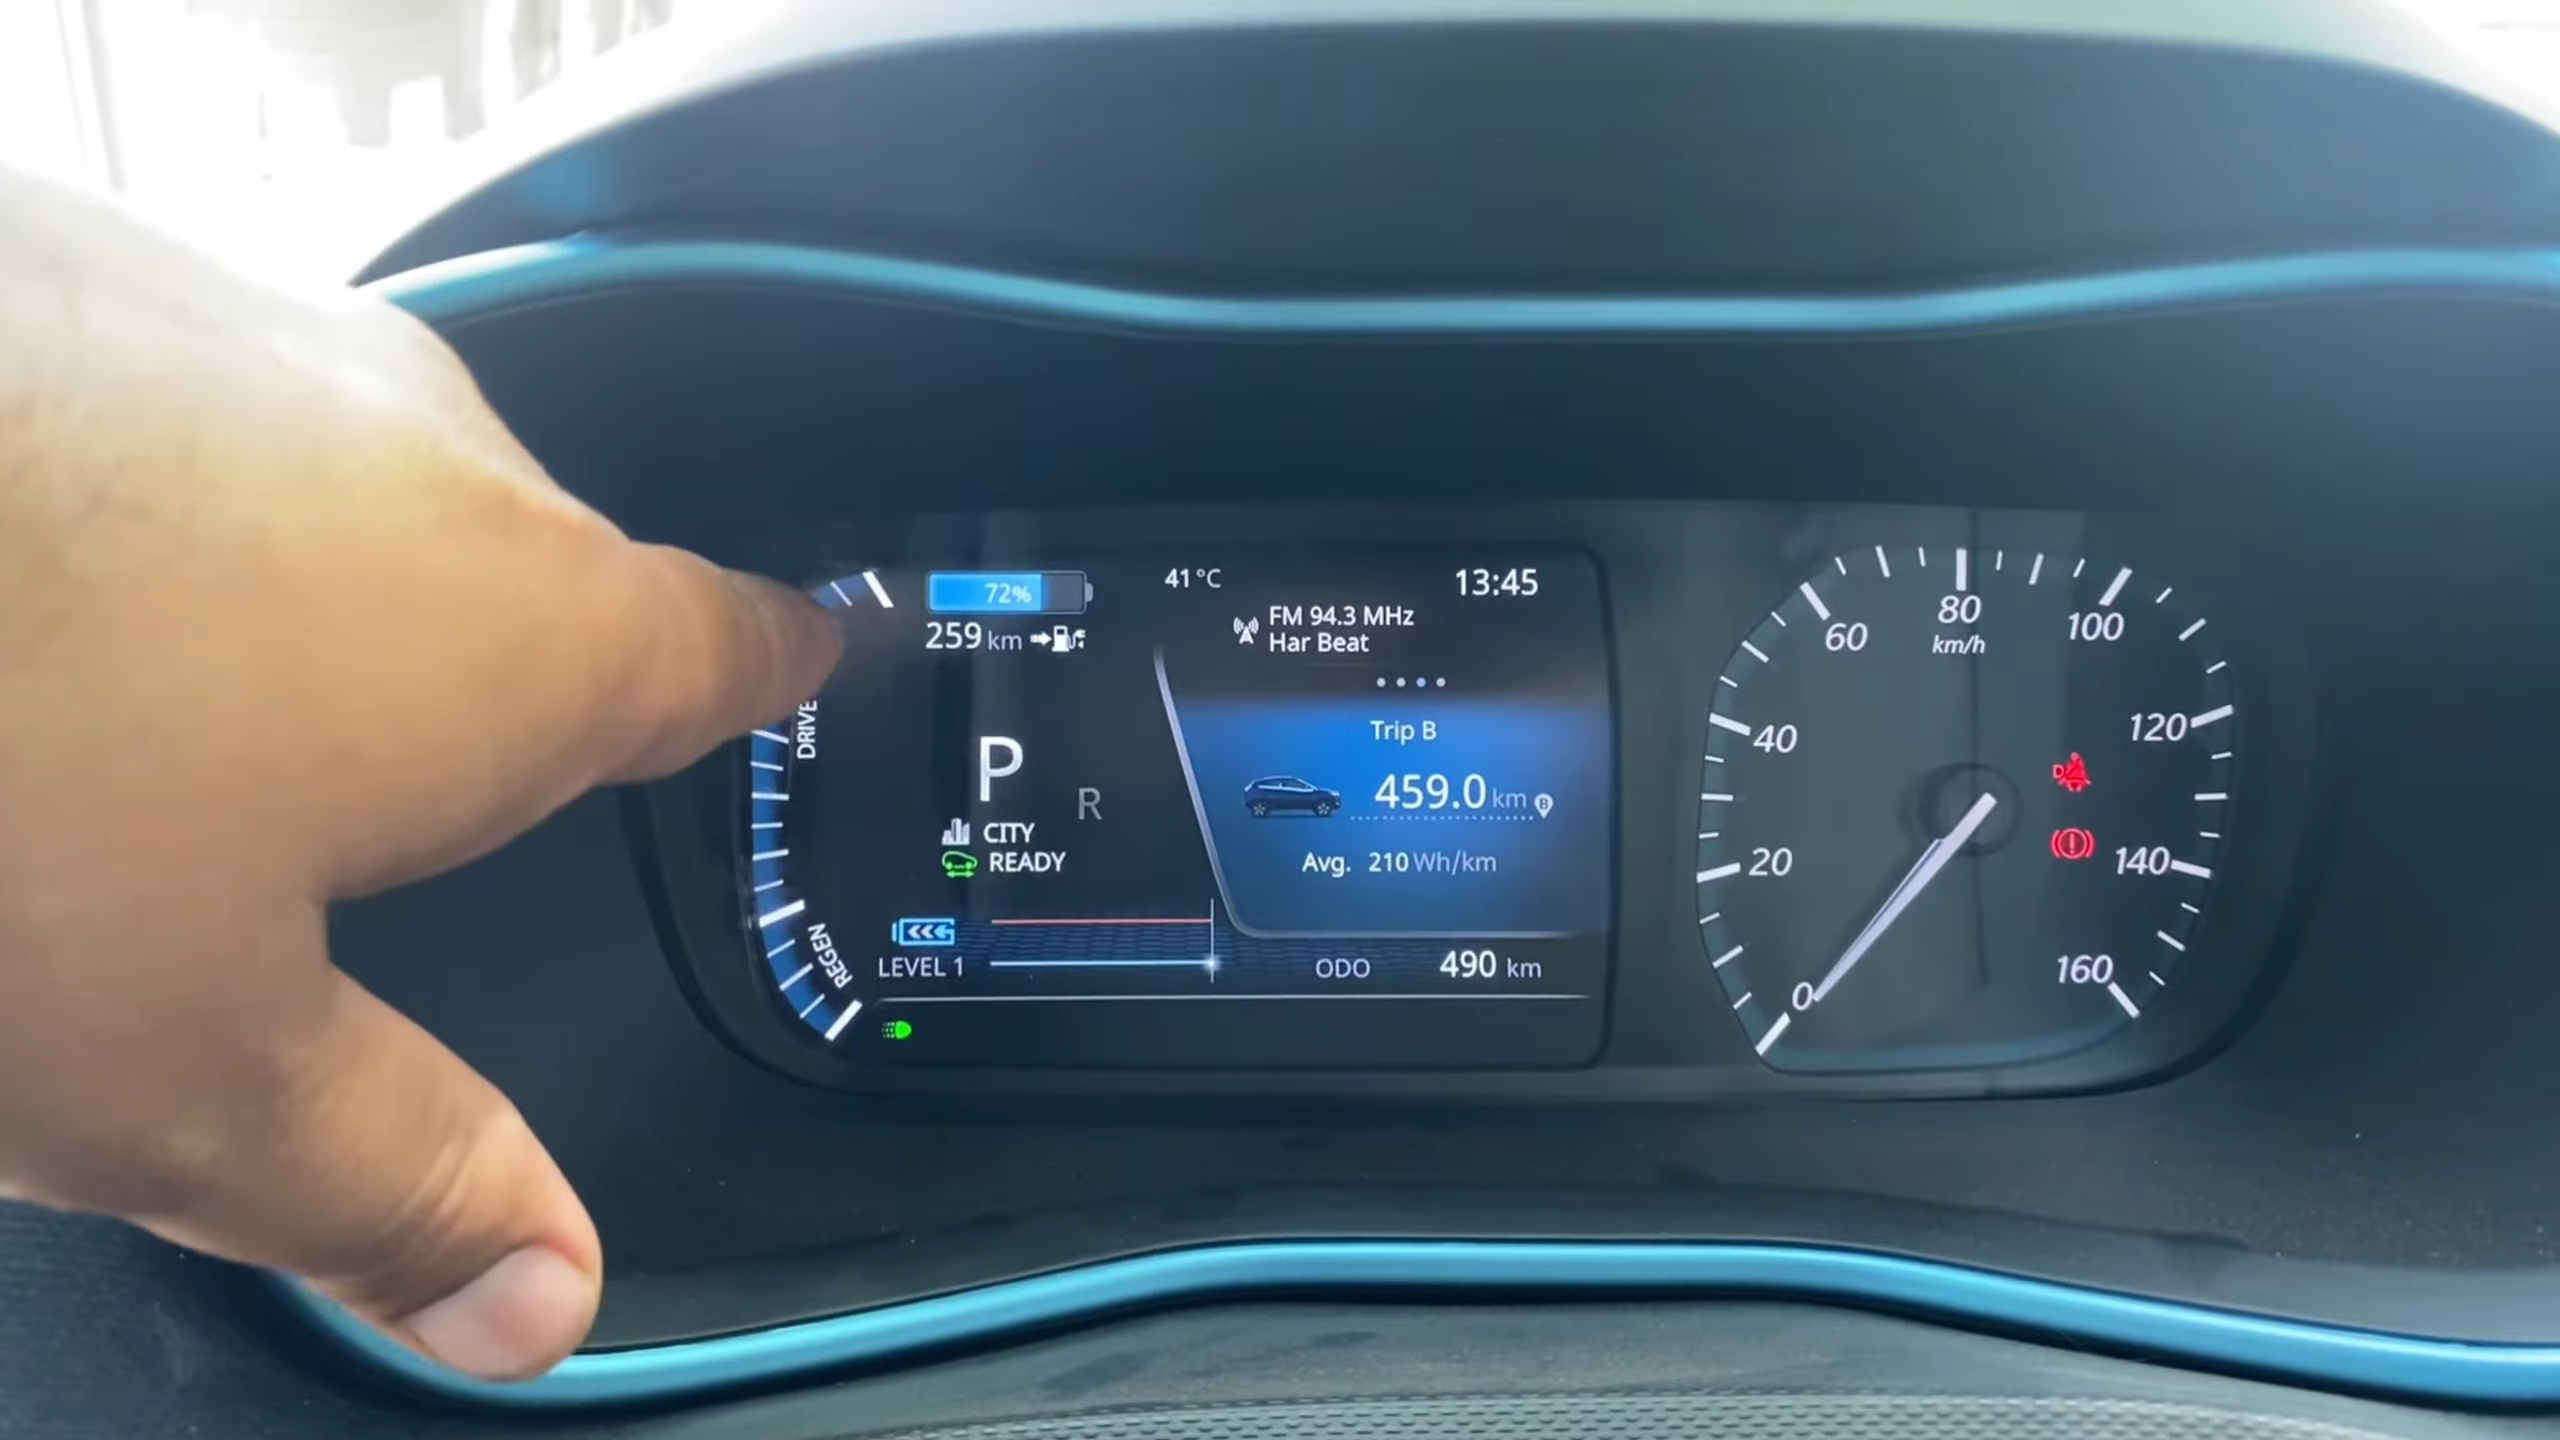 72%
259 km
41°C
13:45
FM 94.3 MHz
Har Beat
DRIVE
P
R
CITY
READY
Trip B
459.0 km
B
Avg. 210 Wh/km
REGEN
LEVEL 1
ODO 490 km
0
20
40
60
80
km/h
100
120
140
160
D